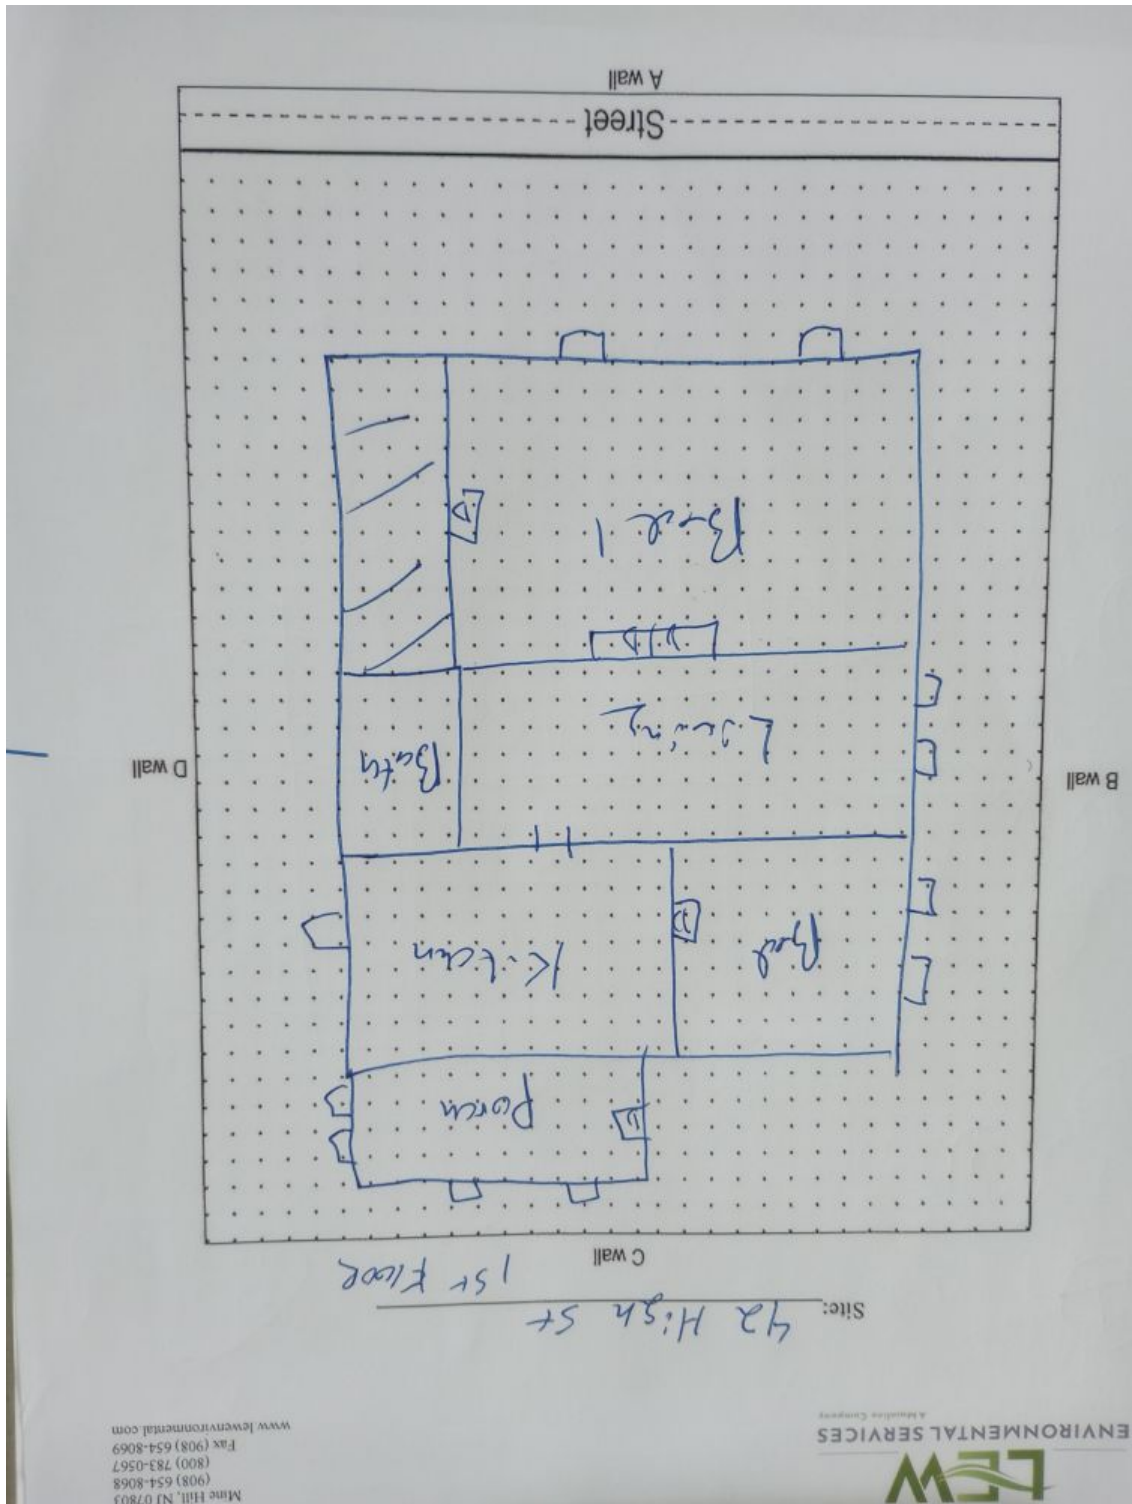 LEW
ENVIRONMENTAL SERVICES
Mine Hill, NJ 07803
(908) 654-8068
(800) 783-0567
Fax (908) 654-8069
www.lewenvironmental.com
Site: 42 High St
1st Floor
C wall
Porch
D
Bed
D
Kitchen
B wall
Living
Bath
D wall
D D
Bed 1
D
Street
A wall